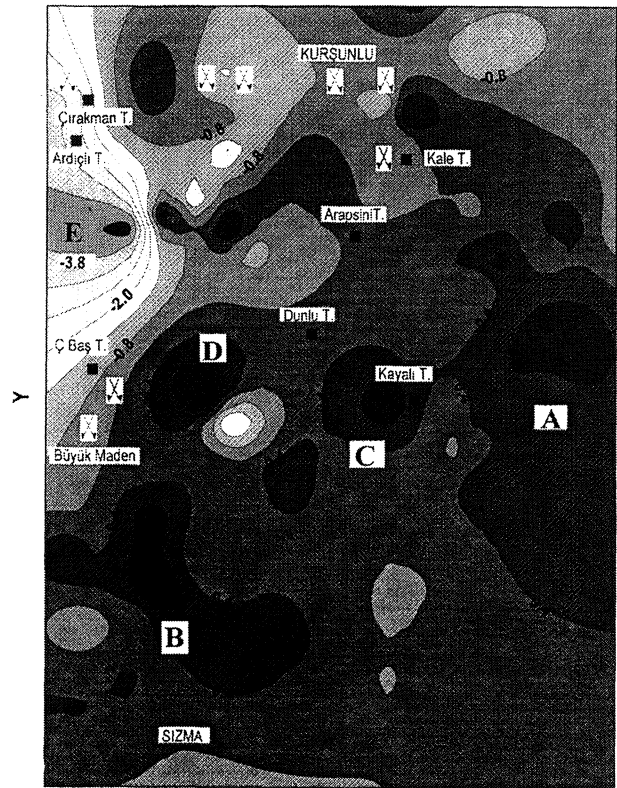 KURŞUNLU
-0.8
Çırakman T.
Ardıçlı T.
-0.8
-0.8
Kale T.
E
ArapsiniT.
-3.8
-2.0
Dunlu T.
-0.8
Ç Baş T.
D
Kayalı T.
Y
A
Büyük Maden
C
B
SIZMA